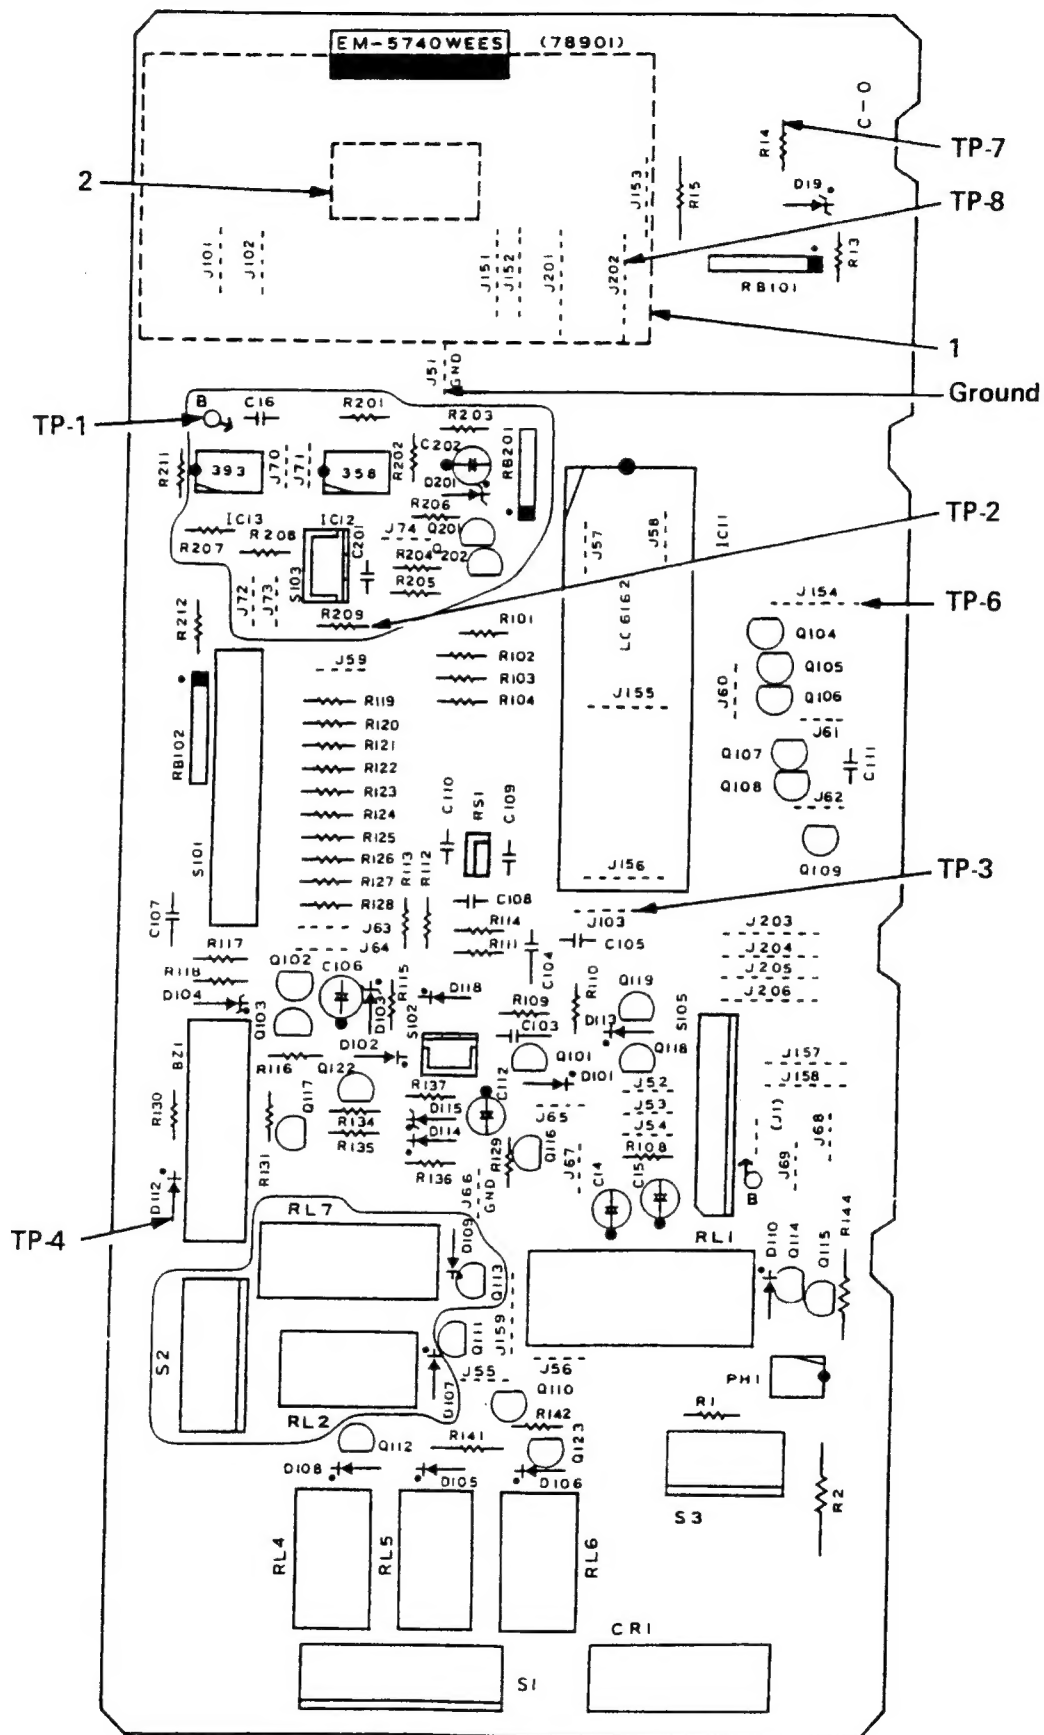 EM-5740WEES (78901)
C-O
R14
TP-7
2
J153
R15
D19
TP-8
J101
J102
J151
J152
J201
J202
R13
RB101
1
J51
GND
Ground
B
TP-1
C16
R201
R203
R211
393
J70
J71
358
R202
C202
D201
RB201
R206
IC13
IC12
C201
J74
Q201
Q202
R207
R208
S103
R204
R205
J57
J58
IC11
TP-2
LC6162
J72
J73
R209
R212
J154
TP-6
R101
Q104
J59
R102
Q105
R103
J60
R104
J155
Q106
R119
R120
J61
R121
Q107
RB102
R122
C111
Q108
R123
C110
RS1
C109
J62
R124
R125
S101
R126
R113
R112
J156
Q109
R127
TP-3
R128
C108
C107
J63
R114
J103
J203
J64
R111
C105
J204
R117
C104
J205
Q102
C106
R115
R110
Q119
J206
R118
D118
D104
Q103
D103
S102
R109
D113
S105
C103
BZ1
D102
Q101
Q118
J157
R116
Q122
C112
D101
J158
R137
J52
R130
Q117
D115
J65
J53
(J1)
J68
R134
D114
J54
R135
R129
Q116
J67
R108
R131
R136
C14
C15
J69
D112
J66
GND
B
R144
TP-4
RL7
D109
RL1
D110
Q114
Q115
Q113
S2
Q111
J159
J55
J56
PH1
D107
Q110
R1
RL2
R142
Q112
R141
Q123
D108
D105
D106
R2
S3
RL4
RL5
RL6
CR1
S1